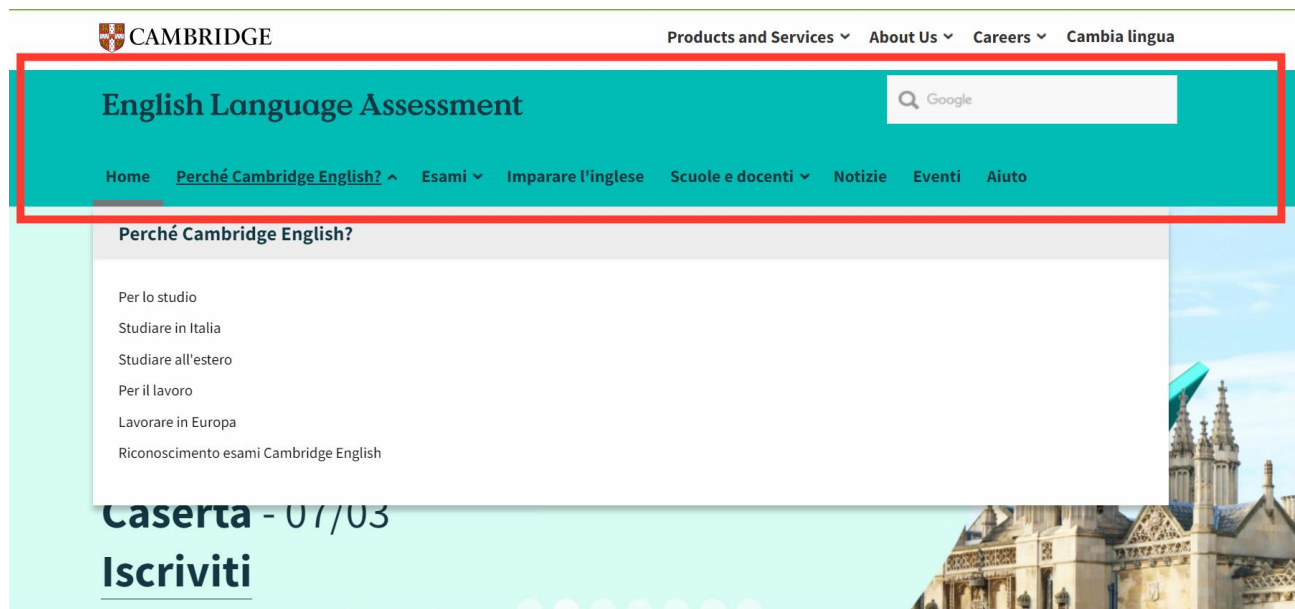 CAMBRIDGE
Products and Services About Us Careers Cambia lingua
English Language Assessment
Google
Home Perché Cambridge English? Esami Imparare l'inglese Scuole e docenti Notizie Eventi Aiuto
Perché Cambridge English?
Per lo studio
Studiare in Italia
Studiare all'estero
Per il lavoro
Lavorare in Europa
Riconoscimento esami Cambridge English
Caserta - 07/03
Iscriviti